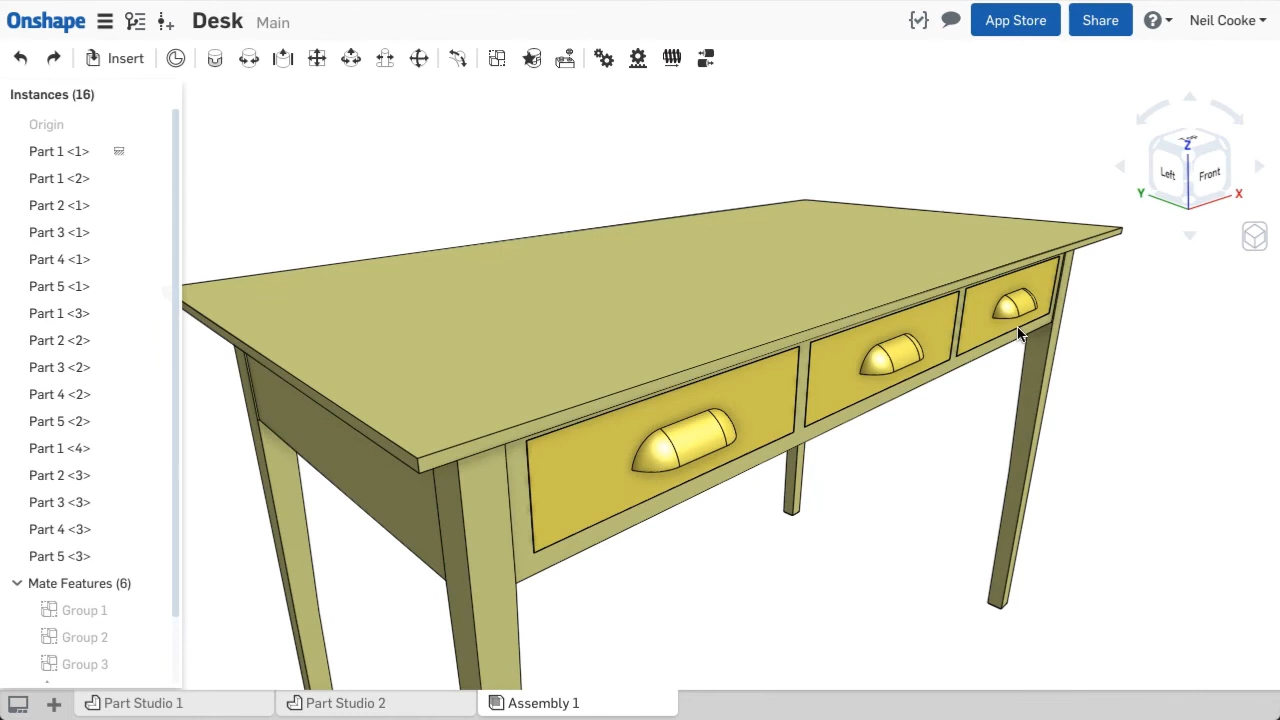 Onshape Desk Main App Store Share Neil Cooke
Insert
Instances (16)
Origin
Part 1 <1>
Part 1 <2>
Part 2 <1>
Part 3 <1>
Part 4 <1>
Part 5 <1>
Part 1 <3>
Part 2 <2>
Part 3 <2>
Part 4 <2>
Part 5 <2>
Part 1 <4>
Part 2 <3>
Part 3 <3>
Part 4 <3>
Part 5 <3>
Mate Features (6)
Group 1
Group 2
Group 3
Z
Left Front
Y X
Part Studio 1 Part Studio 2 Assembly 1